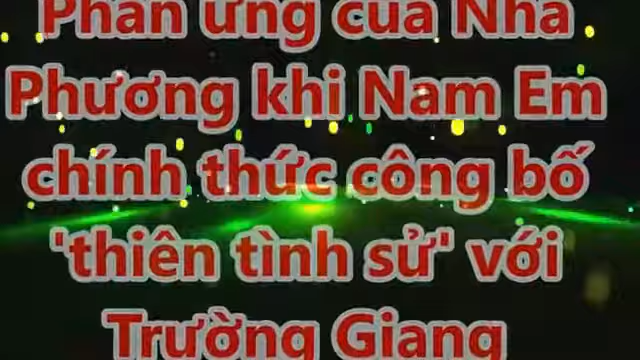 Phản ứng của Nhã
Phương khi Nam Em
chính thức công bố
'thiên tình sử' với
Trường Giang